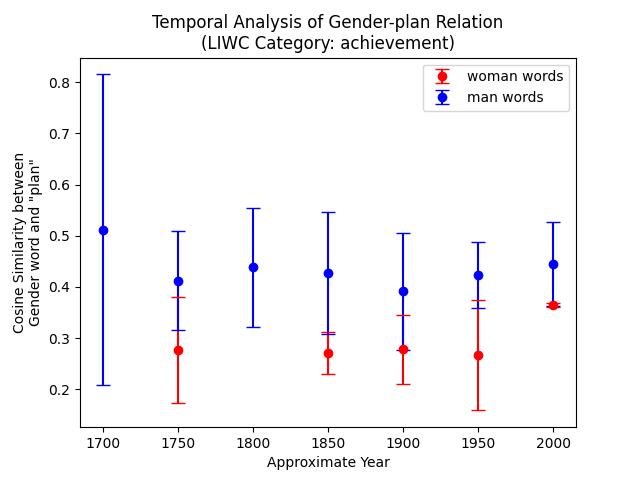 Temporal Analysis of Gender-plan Relation
(LIWC Category: achievement)
woman words
man words
Cosine Similarity between
Gender word and "plan"
0.8
0.7
0.6
0.5
0.4
0.3
0.2
1700 1750 1800 1850 1900 1950 2000
Approximate Year